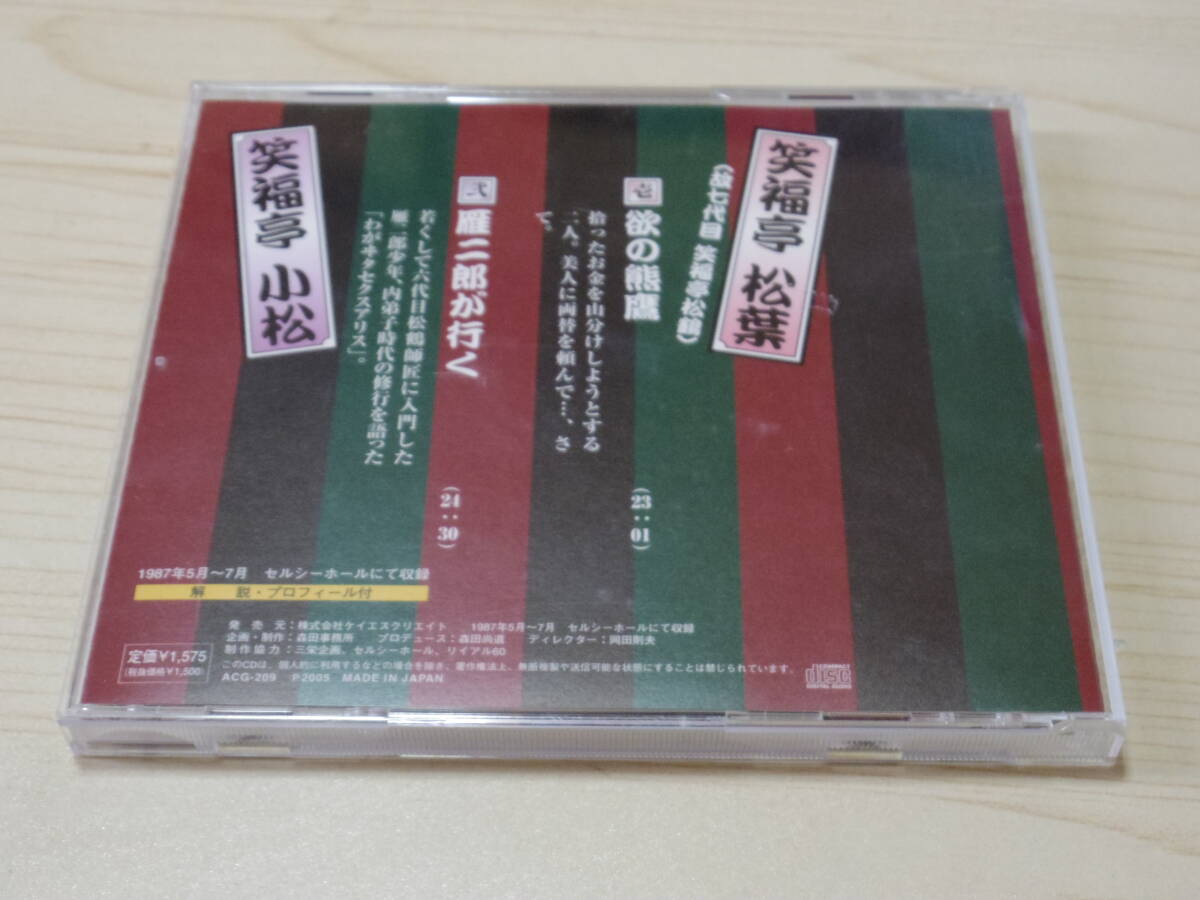 笑福亭 松葉
(故七代目 笑福亭松鶴)
壱 欲の熊鷹
(23:01)
拾ったお金を山分けしようとする
二人。美人に両替を頼んで…、さ
て。
弐 雁二郎が行く
(24:30)
若くして六代目松鶴師匠に入門した
雁二郎少年、内弟子時代の修行を語った
「わがサクセスアリス」。
笑福亭 小松
1987年5月〜7月 セルシーホールにて収録
解 説・プロフィール付
発 売 元:株式会社ケイエスクリエイト 1987年5月〜7月 セルシーホールにて収録
企画・制作:森田事務所 プロデュース:森田尚道 ディレクター:岡田則夫
制作協力:三栄企画、セルシーホール、リイアル60
このCDは、個人的に利用するなどの場合を除き、著作権法上、無断複製や送信可能な状態にすることは禁じられています。
ACG-209 P2005 MADE IN JAPAN
定価¥1,575
(税抜価格¥1,500)
COMPACT
disc
DIGITAL AUDIO